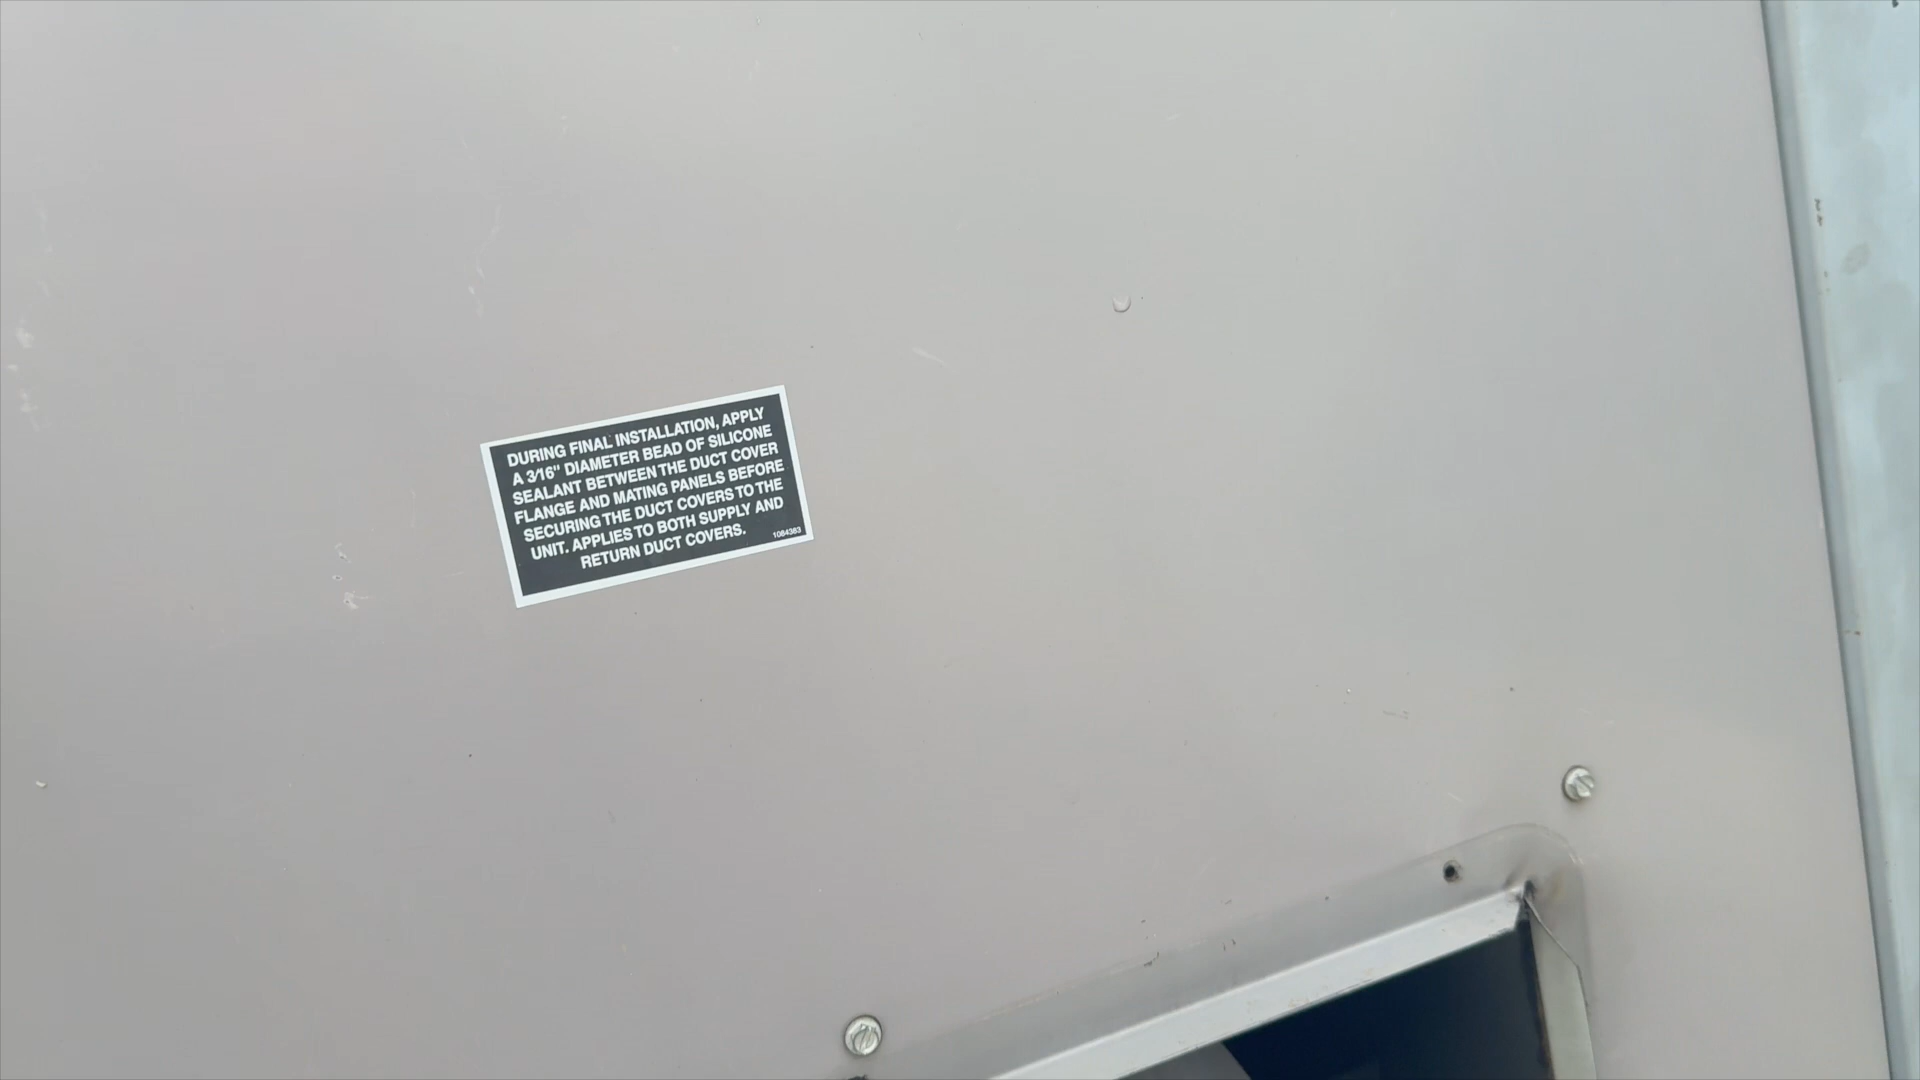 DURING FINAL INSTALLATION, APPLY
A 3/16" DIAMETER BEAD OF SILICONE
SEALANT BETWEEN THE DUCT COVER
FLANGE AND MATING PANELS BEFORE
SECURING THE DUCT COVERS TO THE
UNIT. APPLIES TO BOTH SUPPLY AND
RETURN DUCT COVERS.
1084383